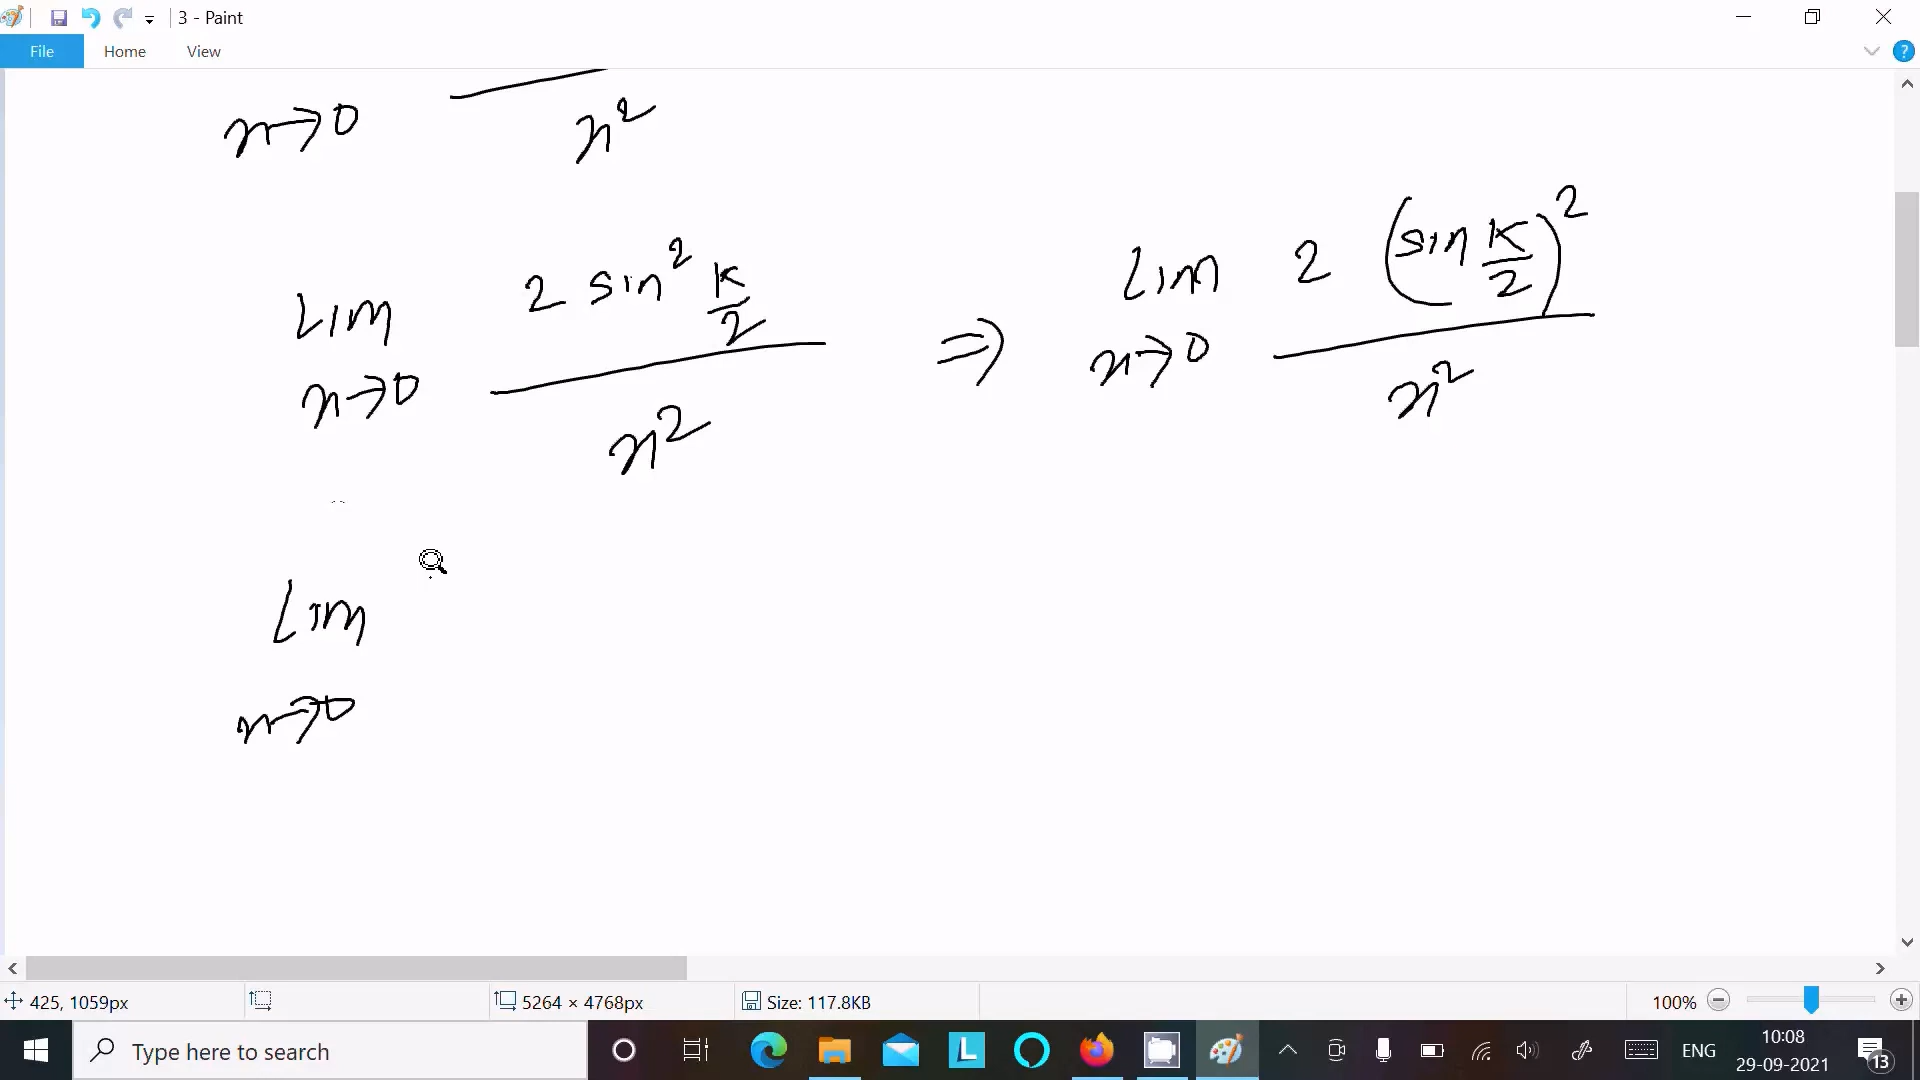 3 - Paint
File Home View
x→0 x²
Lim x→0 2 sin² K/2 / x² ⇒ Lim x→0 2 (sin K/2)² / x²
Lim
x→0
425, 1059px 5264 × 4768px Size: 117.8KB 100%
Type here to search
L
ENG
10:08
29-09-2021
13